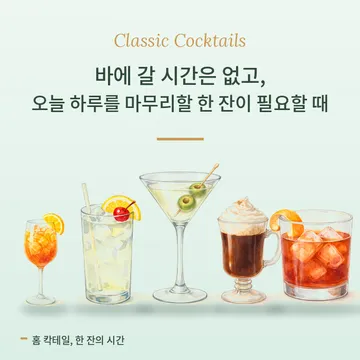 Classic Cocktails
바에 갈 시간은 없고,
오늘 하루를 마무리할 한 잔이 필요할 때
홈 칵테일, 한 잔의 시간